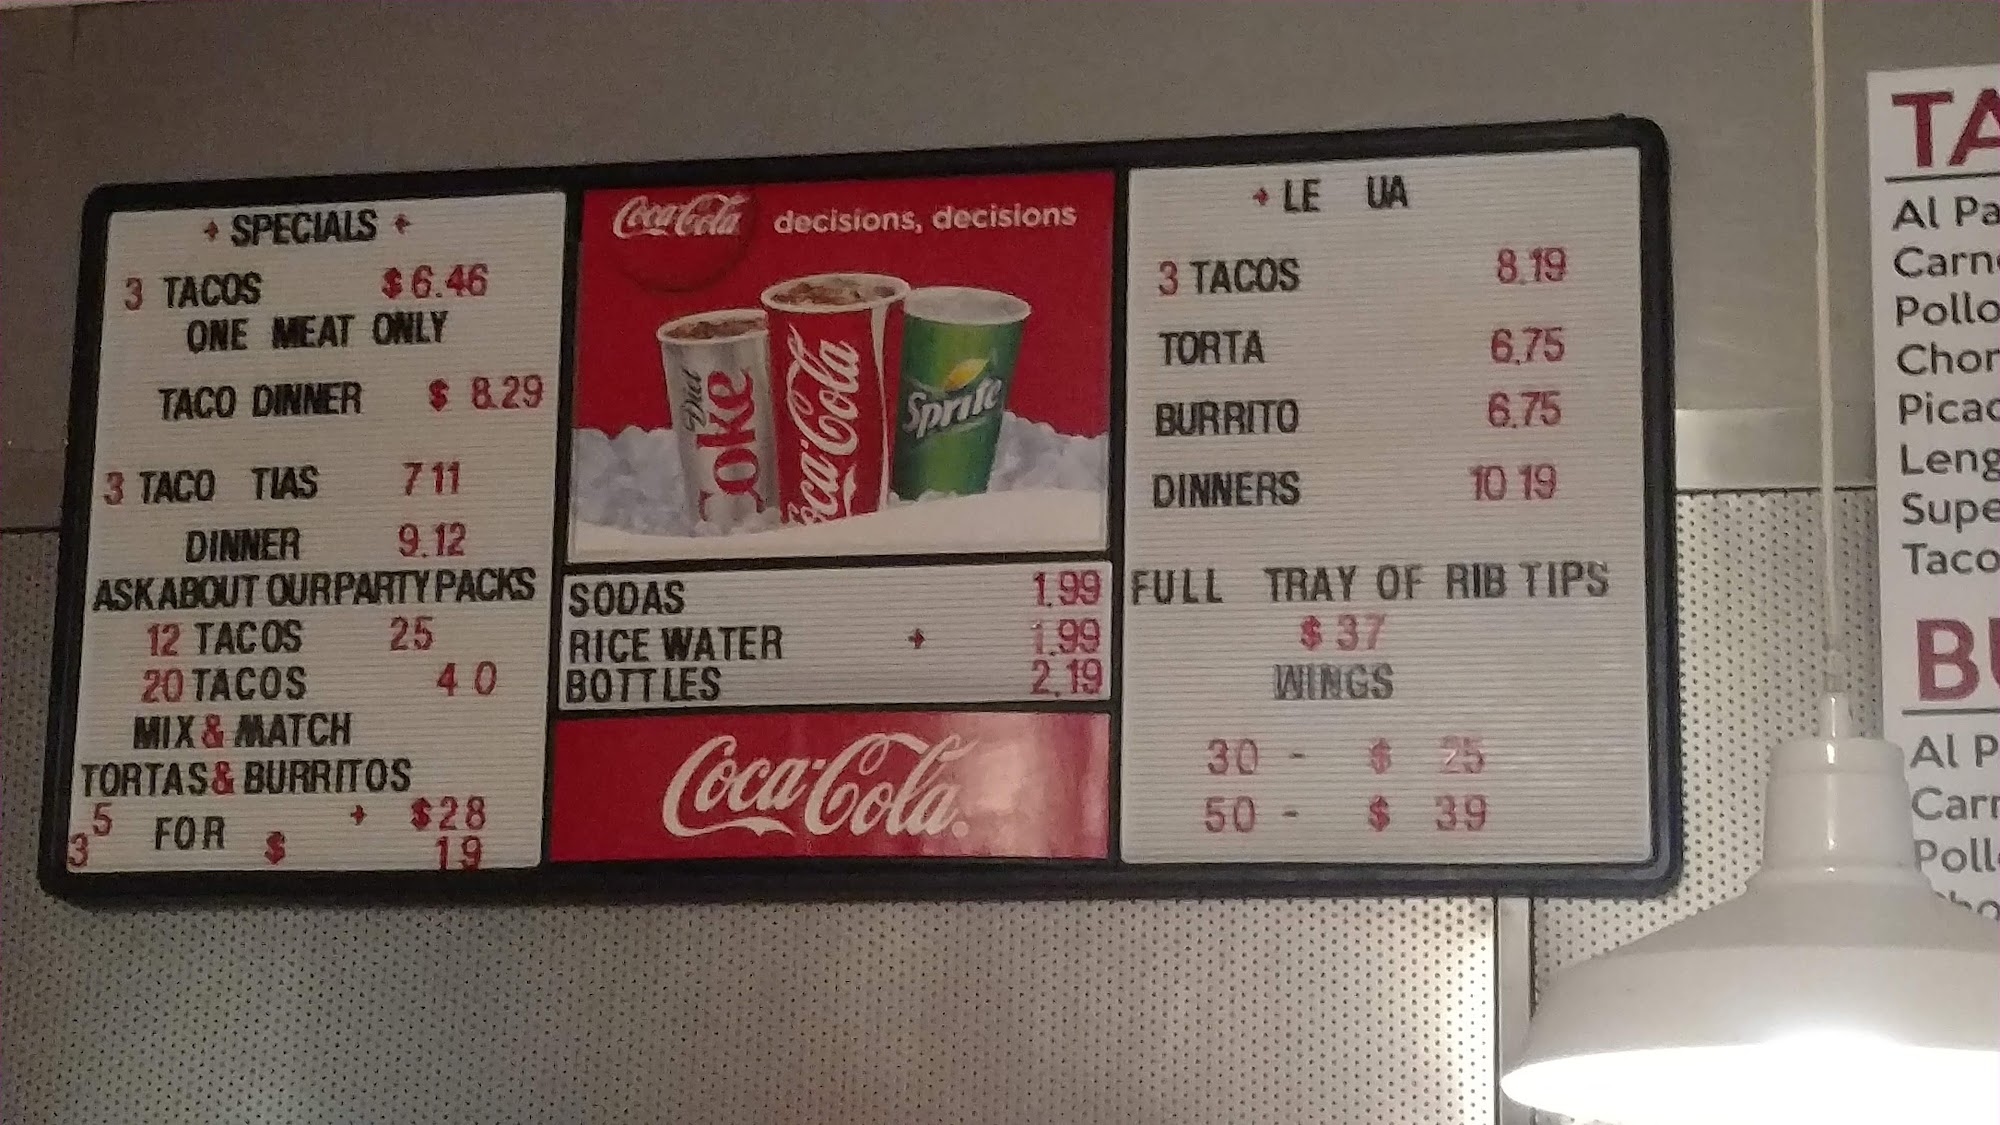 SPECIALS
3 TACOS $6.46
ONE MEAT ONLY
TACO DINNER $ 8.29
3 TACO TIAS 7 11
DINNER 9.12
ASK ABOUT OUR PARTY PACKS
12 TACOS 25
20 TACOS 40
MIX & MATCH
TORTAS & BURRITOS
5 FOR $28
3 $ 19
Coca-Cola decisions, decisions
Diet Coke
Coca-Cola
Sprite
SODAS 1.99
RICE WATER 1.99
BOTTLES 2.19
Coca-Cola
LE UA
3 TACOS 8.19
TORTA 6.75
BURRITO 6.75
DINNERS 10 19
FULL TRAY OF RIB TIPS
$ 37
WINGS
30 - $ 25
50 - $ 39
TA
Al Pa
Carn
Pollo
Chor
Picad
Leng
Supe
Taco
BU
Al P
Carn
Poll